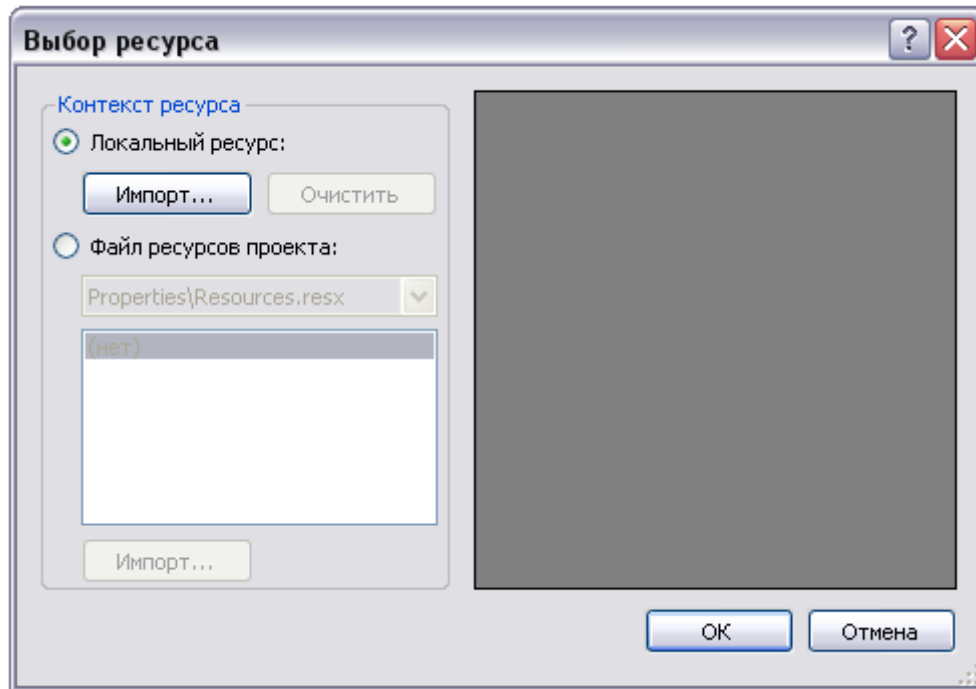 Выбор ресурса
Контекст ресурса
Локальный ресурс:
Импорт... Очистить
Файл ресурсов проекта:
Properties\Resources.resx
(нет)
Импорт...
ОК Отмена